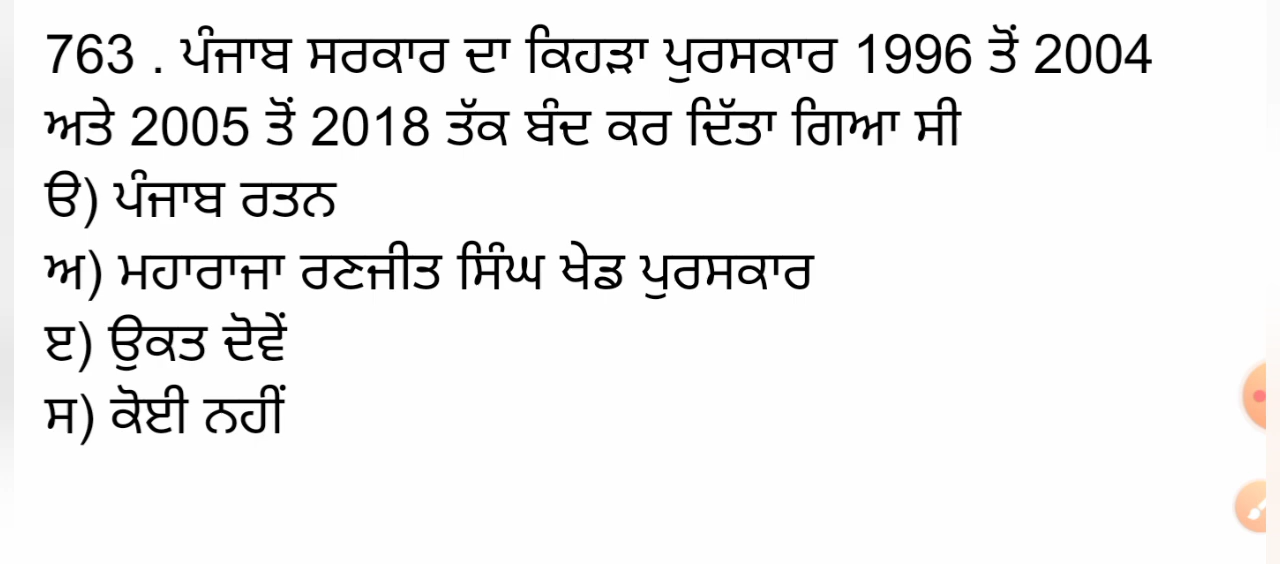 763 . ਪੰਜਾਬ ਸਰਕਾਰ ਦਾ ਕਿਹੜਾ ਪੁਰਸਕਾਰ 1996 ਤੋਂ 2004
ਅਤੇ 2005 ਤੋਂ 2018 ਤੱਕ ਬੰਦ ਕਰ ਦਿੱਤਾ ਗਿਆ ਸੀ
ੳ) ਪੰਜਾਬ ਰਤਨ
ਅ) ਮਹਾਰਾਜਾ ਰਣਜੀਤ ਸਿੰਘ ਖੇਡ ਪੁਰਸਕਾਰ
ੲ) ਉਕਤ ਦੋਵੇਂ
ਸ) ਕੋਈ ਨਹੀਂ